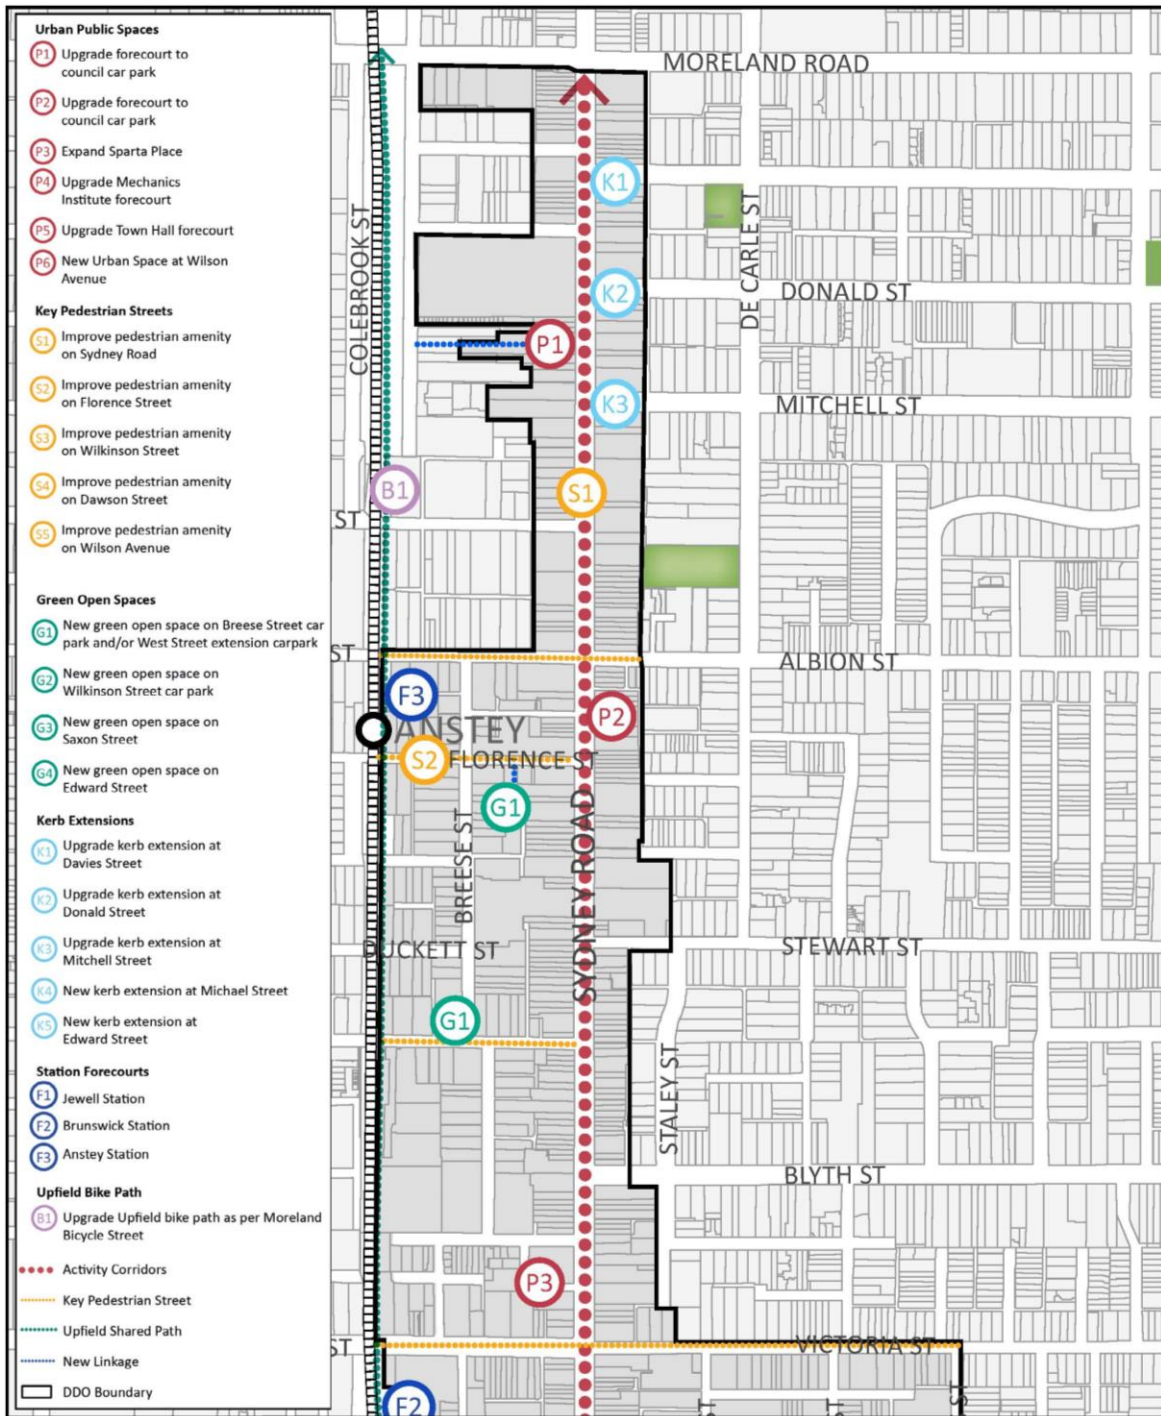 Urban Public Spaces
P1 Upgrade forecourt to
council car park
P2 Upgrade forecourt to
council car park
P3 Expand Sparta Place
P4 Upgrade Mechanics
Institute forecourt
P5 Upgrade Town Hall forecourt
P6 New Urban Space at Wilson
Avenue
Key Pedestrian Streets
S1 Improve pedestrian amenity
on Sydney Road
S2 Improve pedestrian amenity
on Florence Street
S3 Improve pedestrian amenity
on Wilkinson Street
S4 Improve pedestrian amenity
on Dawson Street
S5 Improve pedestrian amenity
on Wilson Avenue
Green Open Spaces
G1 New green open space on Breese Street car
park and/or West Street extension carpark
G2 New green open space on
Wilkinson Street car park
G3 New green open space on
Saxon Street
G4 New green open space on
Edward Street
Kerb Extensions
K1 Upgrade kerb extension at
Davies Street
K2 Upgrade kerb extension at
Donald Street
K3 Upgrade kerb extension at
Mitchell Street
K4 New kerb extension at Michael Street
K5 New kerb extension at
Edward Street
Station Forecourts
F1 Jewell Station
F2 Brunswick Station
F3 Anstey Station
Upfield Bike Path
B1 Upgrade Upfield bike path as per Moreland
Bicycle Street
Activity Corridors
Key Pedestrian Street
Upfield Shared Path
New Linkage
DDO Boundary
MORELAND ROAD
K1
COLEBROOK ST
DE CARLE ST
K2
DONALD ST
P1
K3
MITCHELL ST
B1
S1
ST
ST
ALBION ST
F3
P2
ANSTEY
S2
FLORENCE ST
G1
BREESE ST
SYDNEY ROAD
DUCKETT ST
STEWART ST
G1
STALEY ST
BLYTH ST
P3
ST
VICTORIA ST
F2
ST
ST
ST